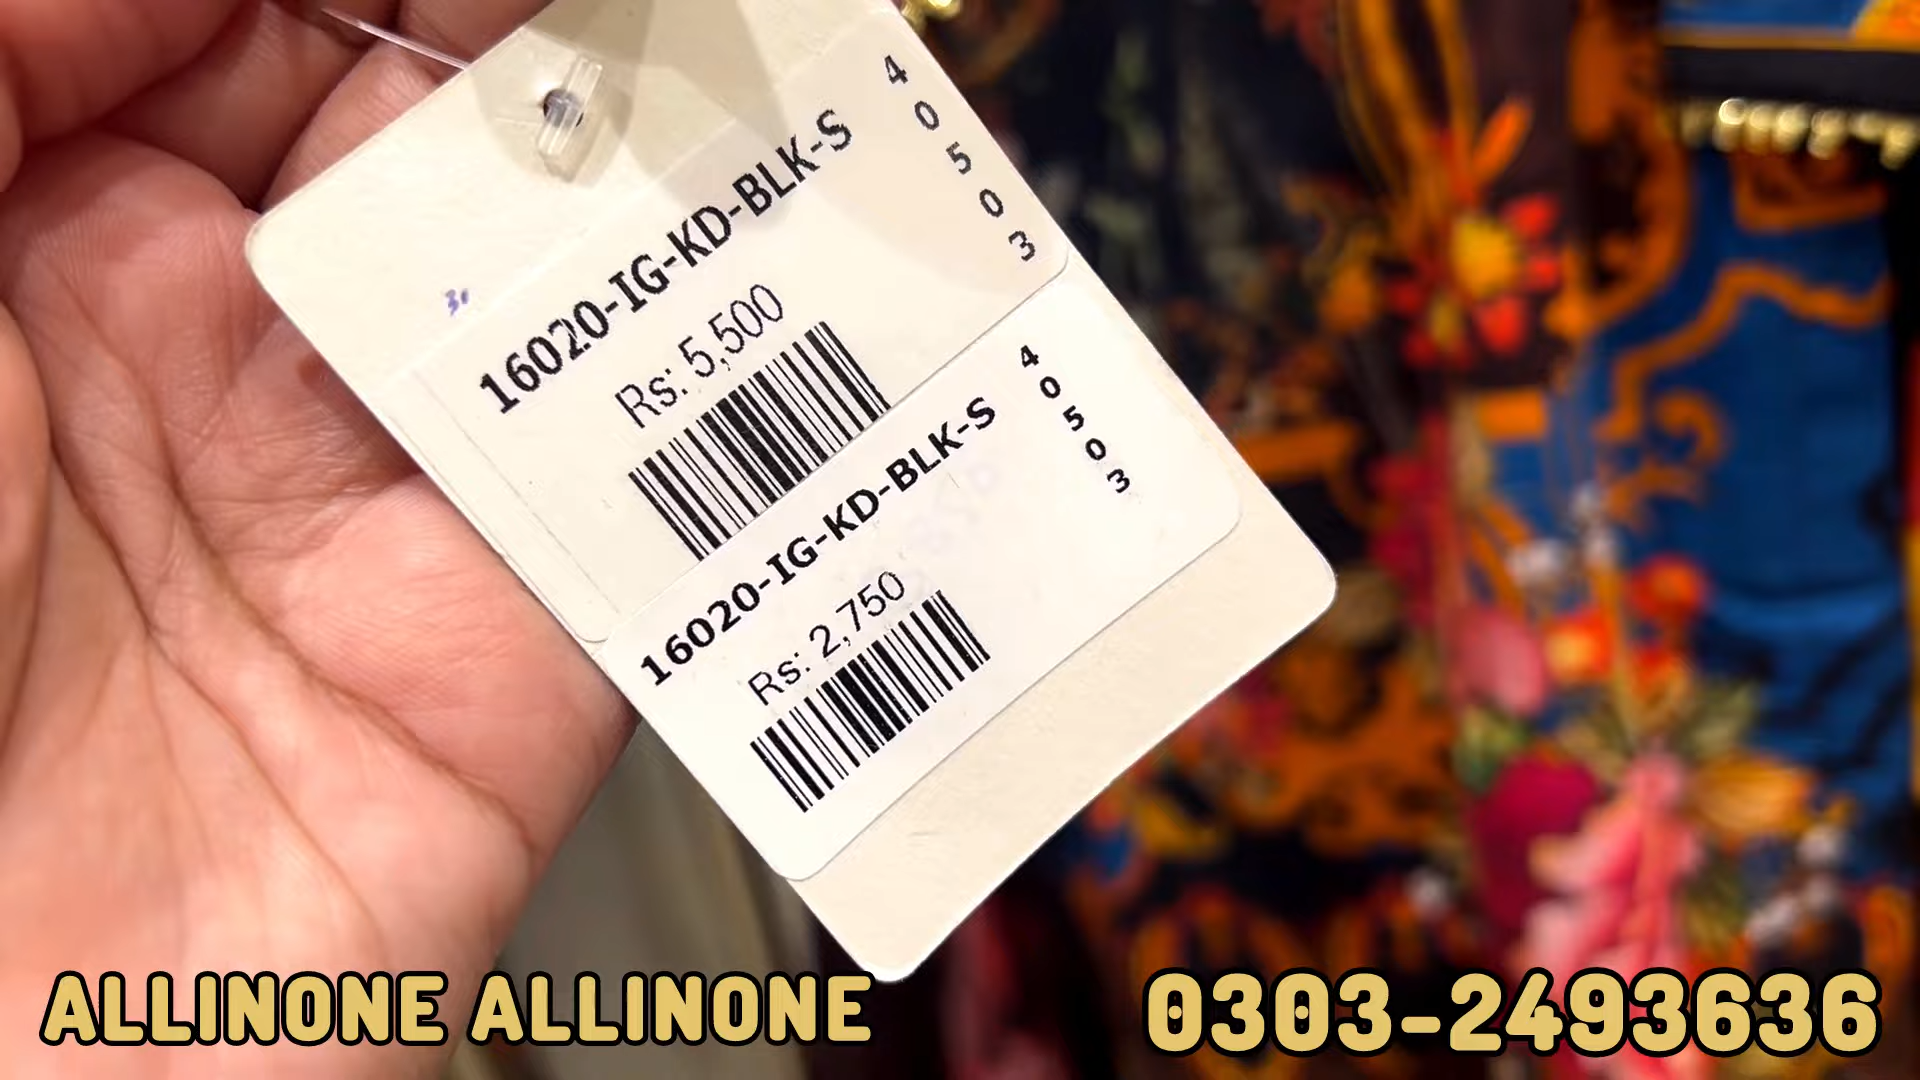 16020-IG-KD-BLK-S
40503
Rs: 5,500
16020-IG-KD-BLK-S
40503
Rs: 2,750
ALLINONE ALLINONE
0303-2493636